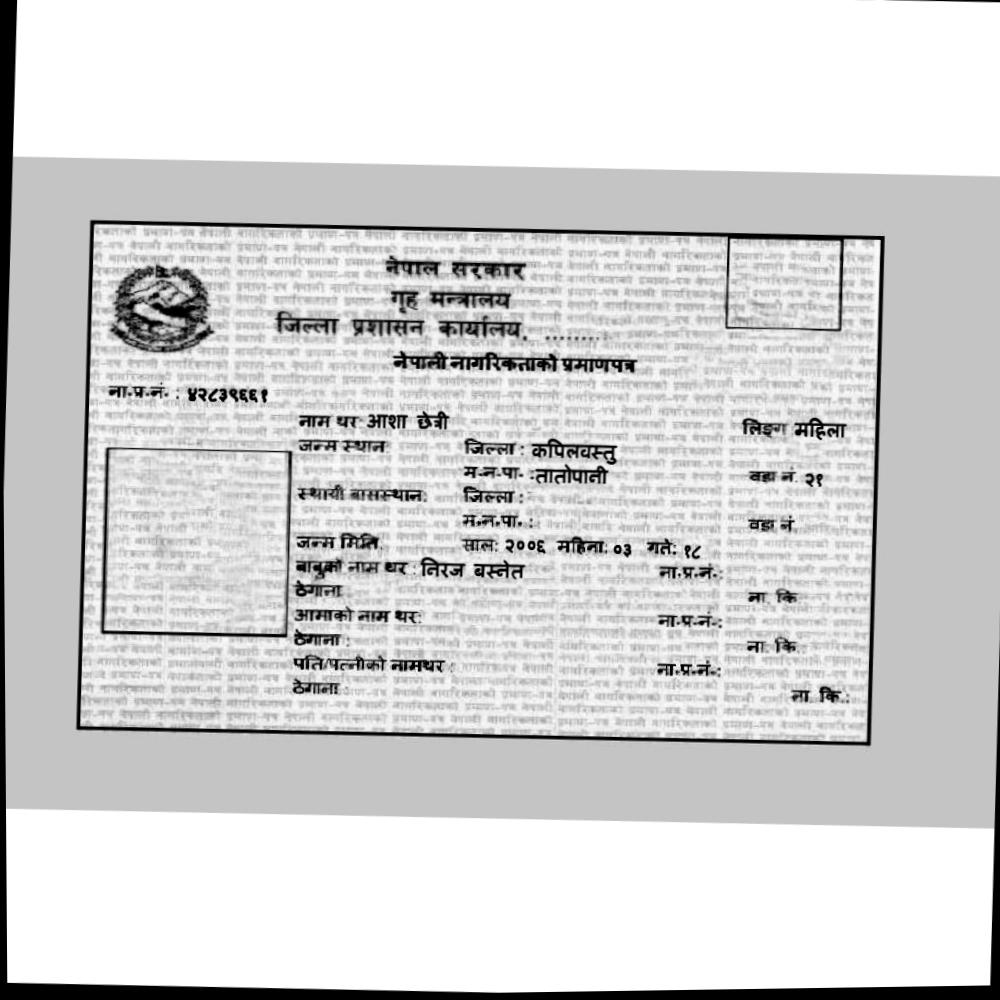 नेपाल सरकार
गृह मन्त्रालय
जिल्ला प्रशासन कार्यालय, .........
नेपाली नागरिकताको प्रमाणपत्र
ना.प्र.नं. : ४२८३९६६१
नाम थर: आशा छेत्री लिङ्ग महिला
जन्म स्थान: जिल्ला : कपिलवस्तु
म.न.पा. :तातोपानी वडा नं. २१
स्थायी बासस्थान: जिल्ला :
म.न.पा. : वडा नं
जन्म मिति: साल: २००६ महिना: ०३ गते: १८
बाबुको नाम थर : निरज बस्नेत ना.प्र.नं.:
ठेगाना ना. कि
आमाको नाम थर: ना.प्र.नं.:
ठेगाना : ना. कि.:
पति/पत्नीको नामथर : ना.प्र.नं.:
ठेगाना : ना. कि.: